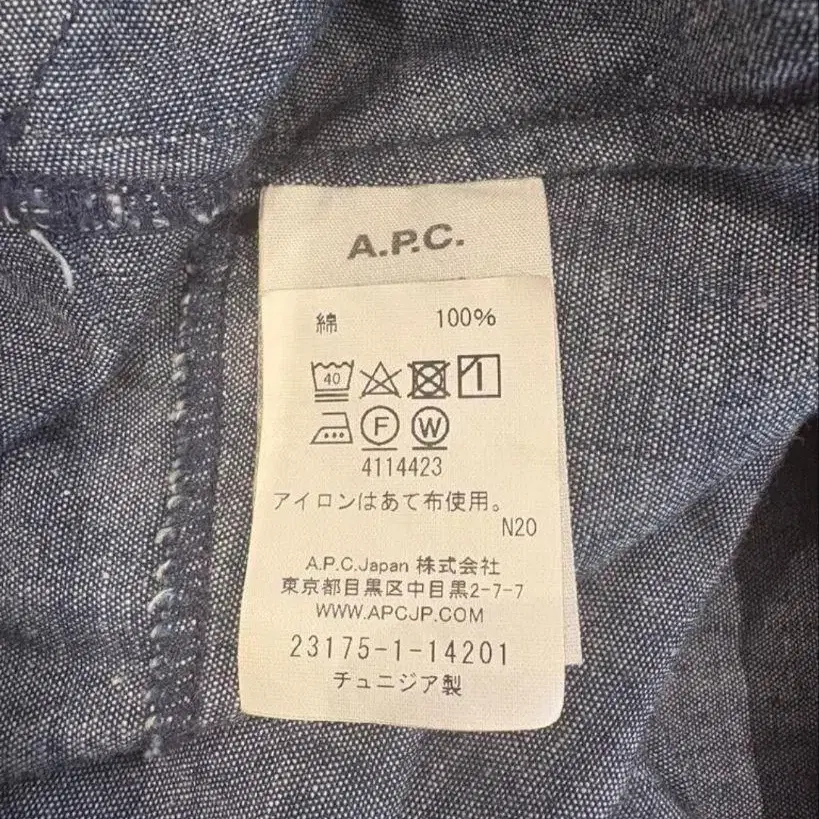 A.P.C.
綿 100%
40
F W
4114423
アイロンはあて布使用。
N20
A.P.C.Japan 株式会社
東京都目黒区中目黒2-7-7
WWW.APCJP.COM
23175-1-14201
チュニジア製